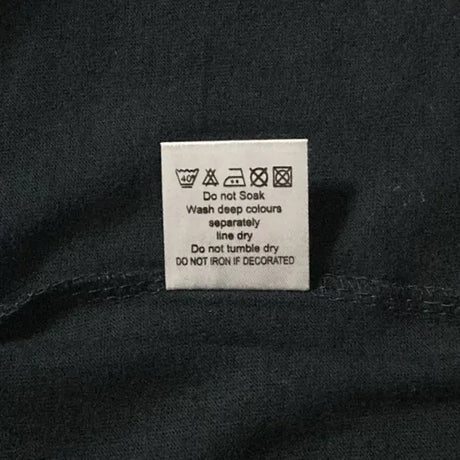 40°
Do not Soak
Wash deep colours
separately
line dry
Do not tumble dry
DO NOT IRON IF DECORATED